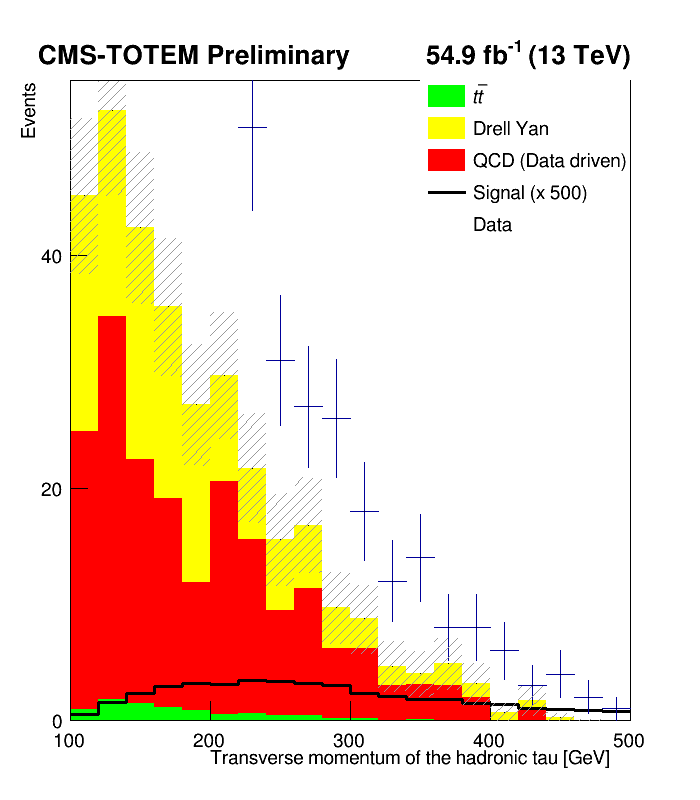 CMS-TOTEM Preliminary 54.9 fb⁻¹ (13 TeV)
Events
tt̅
Drell Yan
QCD (Data driven)
Signal (x 500)
Data
40
20
0
100 200 300 400 500
Transverse momentum of the hadronic tau [GeV]